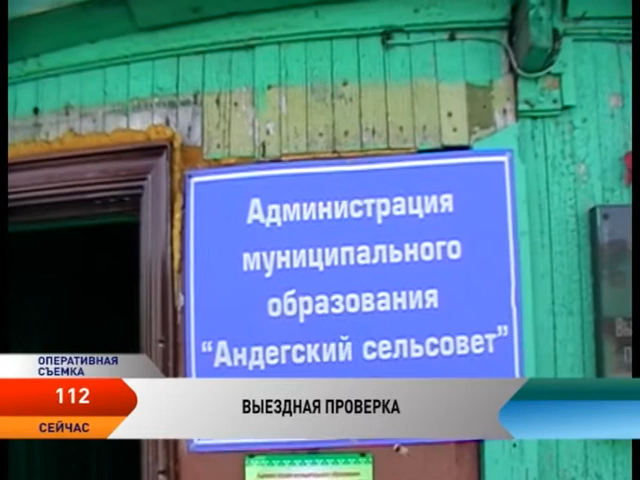 Администрация
муниципального
образования
“Андегский сельсовет”
ОПЕРАТИВНАЯ
СЪЕМКА
112
СЕЙЧАС
ВЫЕЗДНАЯ ПРОВЕРКА